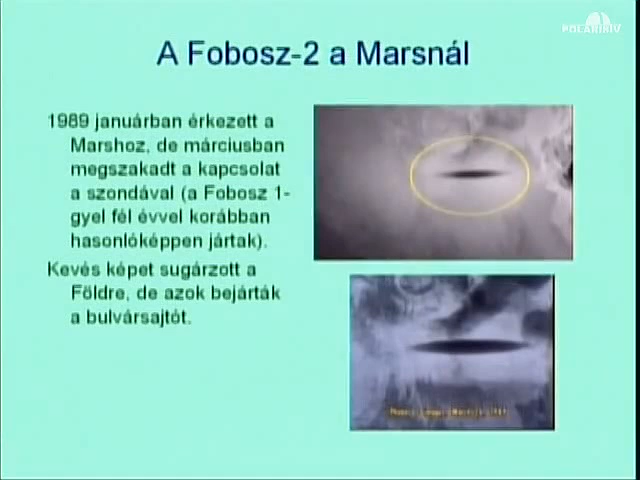 POLARIHIV
A Fobosz-2 a Marsnál
1989 januárban érkezett a
Marshoz, de márciusban
megszakadt a kapcsolat
a szondával (a Fobosz 1-
gyel fél évvel korábban
hasonlóképpen jártak).
Kevés képet sugárzott a
Földre, de azok bejárták
a bulvársajtót.